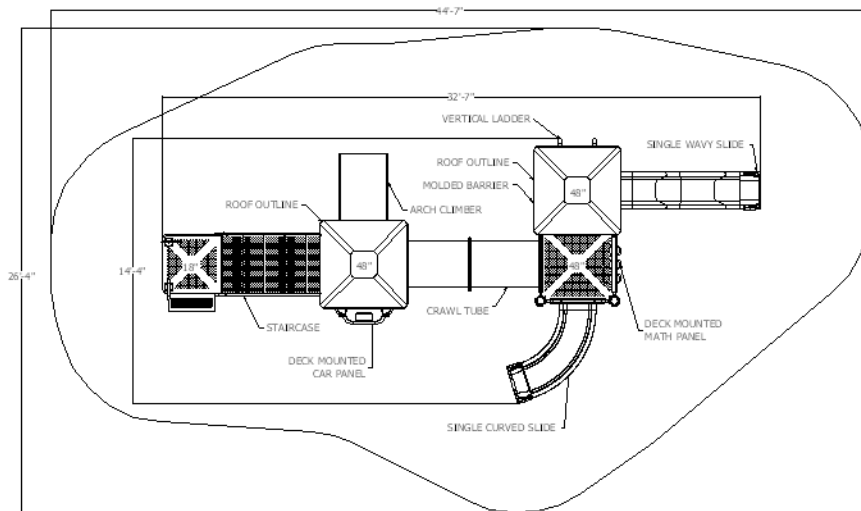 44'-7"
32'-7"
VERTICAL LADDER
SINGLE WAVY SLIDE
ROOF OUTLINE
MOLDED BARRIER
48"
ARCH CLIMBER
ROOF OUTLINE
26'-4"
14'-4"
18"
48"
48"
CRAWL TUBE
STAIRCASE
DECK MOUNTED
MATH PANEL
DECK MOUNTED
CAR PANEL
SINGLE CURVED SLIDE